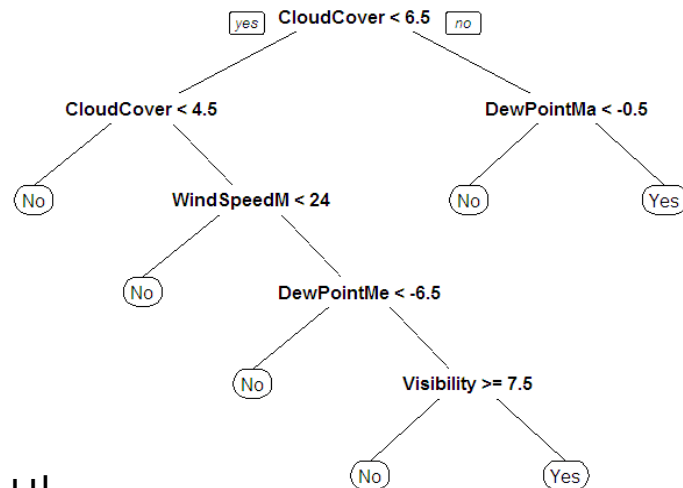 yes CloudCover < 6.5 no
CloudCover < 4.5 DewPointMa < -0.5
No WindSpeedM < 24 No Yes
No DewPointMe < -6.5
No Visibility >= 7.5
No Yes